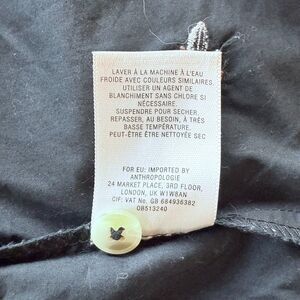 LAVER À LA MACHINE À L'EAU
FROIDE AVEC COULEURS SIMILAIRES.
UTILISER UN AGENT DE
BLANCHIMENT SANS CHLORE SI
NÉCESSAIRE.
SUSPENDRE POUR SECHER.
REPASSER, AU BESOIN, À TRÈS
BASSE TEMPÉRATURE.
PEUT-ÊTRE ÊTRE NETTOYÉE SEC
FOR EU: IMPORTED BY
ANTHROPOLOGIE
24 MARKET PLACE, 3RD FLOOR,
LONDON, UK W1W8AN
CIF: VAT No. GB 684936382
OB513240